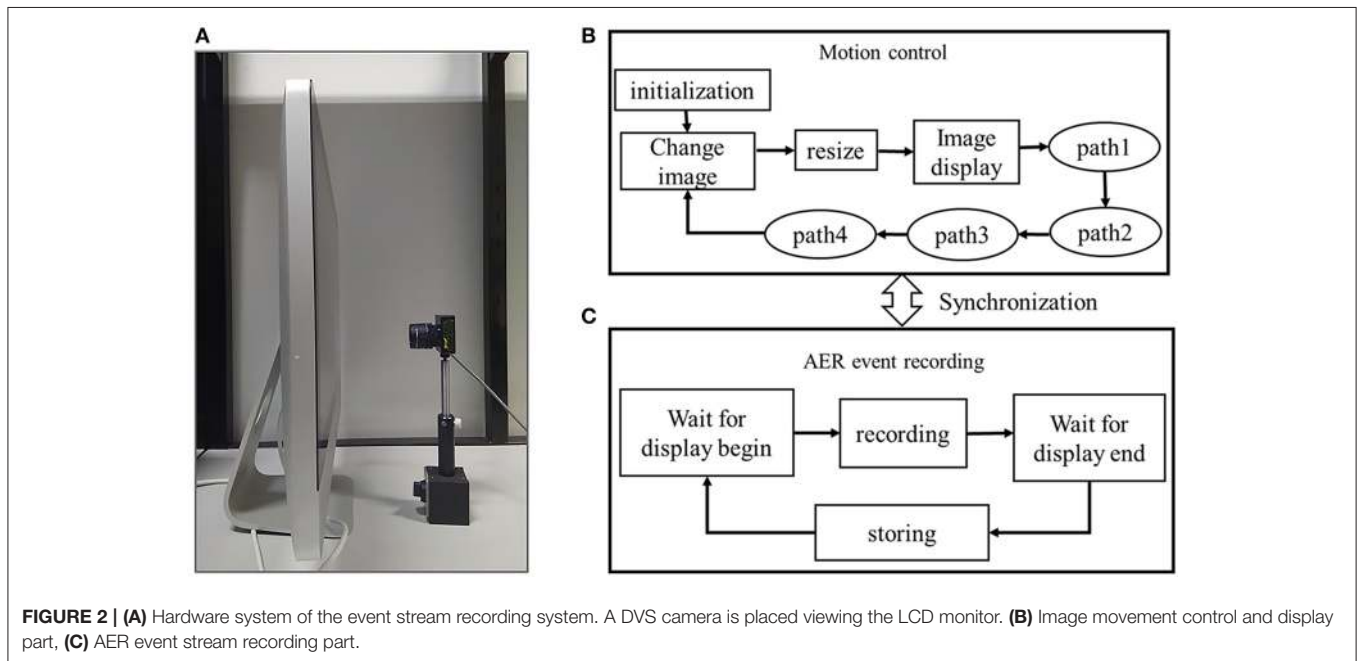 A
B
Motion control
initialization
Change
image
resize
Image
display
path1
path2
path3
path4
Synchronization
C
AER event recording
Wait for
display begin
recording
Wait for
display end
storing
FIGURE 2 | (A) Hardware system of the event stream recording system. A DVS camera is placed viewing the LCD monitor. (B) Image movement control and display
part, (C) AER event stream recording part.